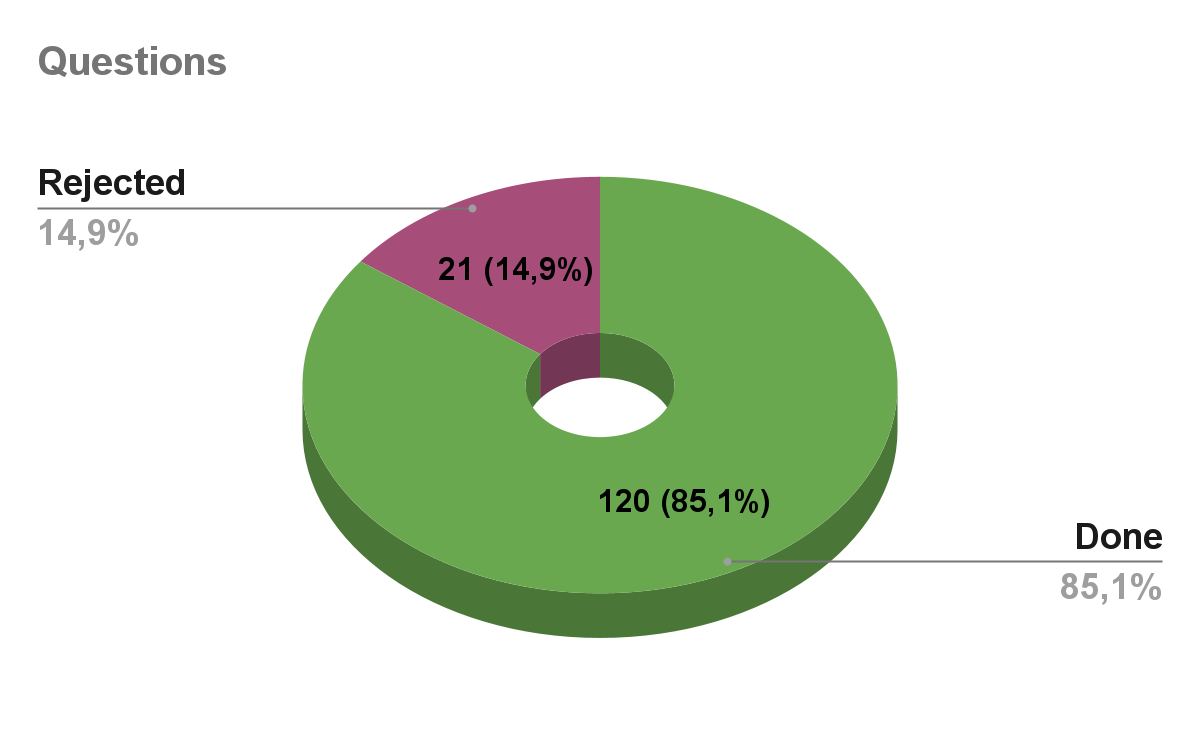 Questions
Rejected
14,9%
21 (14,9%)
120 (85,1%)
Done
85,1%